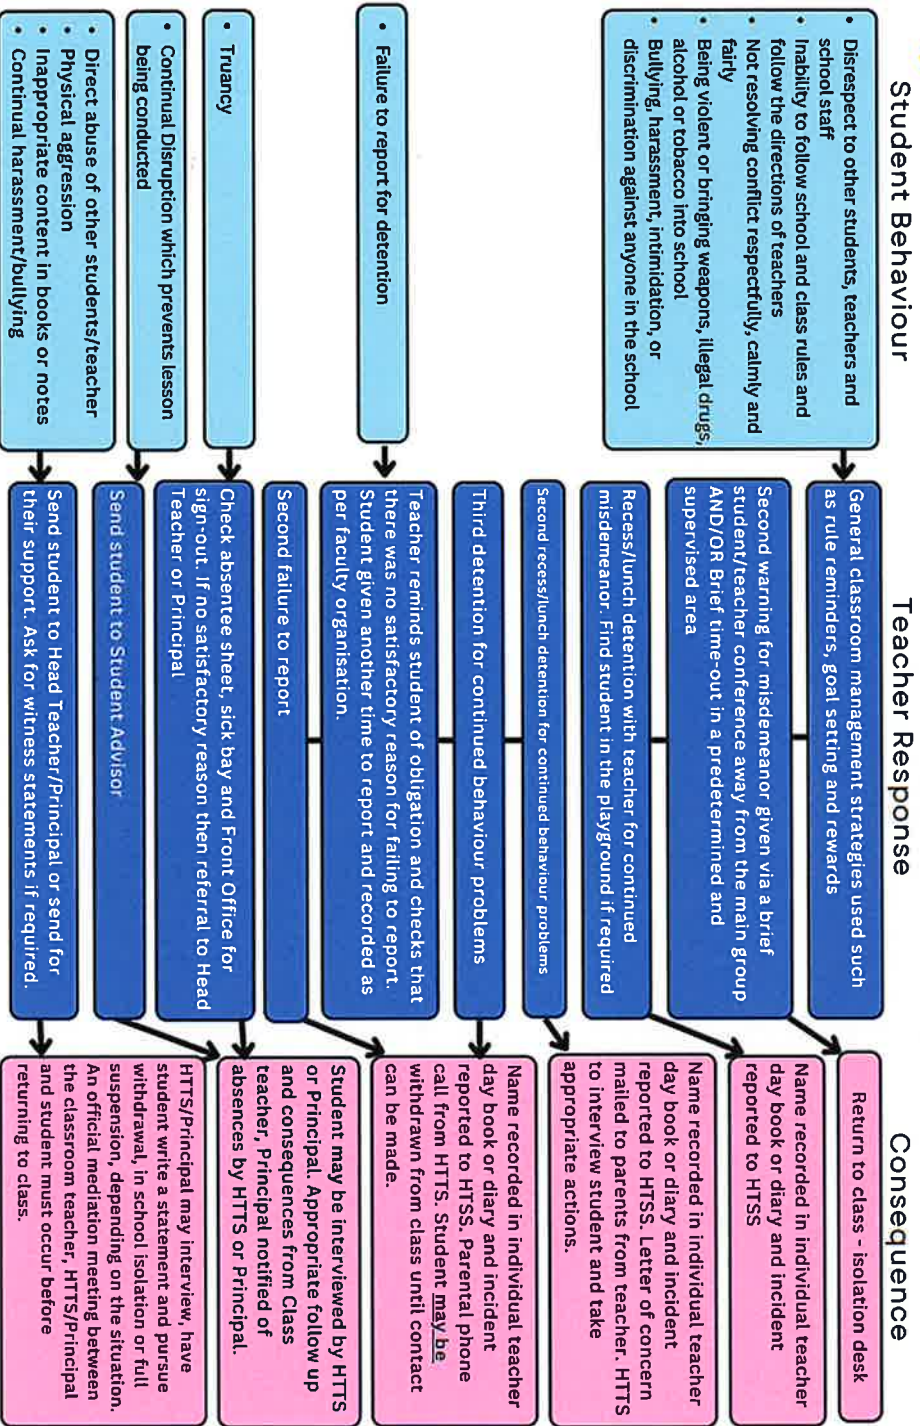 Student Behaviour
• Disrespect to other students, teachers and
school staff
• Inability to follow school and class rules and
follow the directions of teachers
• Not resolving conflict respectfully, calmly and
fairly
• Being violent or bringing weapons, illegal drugs,
alcohol or tobacco into school
• Bullying, harassment, intimidation, or
discrimination against anyone in the school
• Failure to report for detention
• Truancy
• Continual Disruption which prevents lesson
being conducted
• Direct abuse of other students/teacher
• Physical aggression
• Inappropriate content in books or notes
• Continual harassment/bullying
Teacher Response
General classroom management strategies used such
as rule reminders, goal setting and rewards
Second warning for misdemeanor given via a brief
student/teacher conference away from the main group
AND/OR Brief time-out in a predetermined and
supervised area
Recess/lunch detention with teacher for continued
misdemeanor. Find student in the playground if required
Second recess/lunch detention for continued behaviour problems
Third detention for continued behaviour problems
Teacher reminds student of obligation and checks that
there was no satisfactory reason for failing to report.
Student given another time to report and recorded as
per faculty organisation.
Second failure to report
Check absentee sheet, sick bay and Front Office for
sign-out. If no satisfactory reason then referral to Head
Teacher or Principal
Send student to Student Advisor
Send student to Head Teacher/Principal or send for
their support. Ask for witness statements if required.
Consequence
Return to class - isolation desk
Name recorded in individual teacher
day book or diary and incident
reported to HTSS
Name recorded in individual teacher
day book or diary and incident
reported to HTSS. Letter of concern
mailed to parents from teacher. HTTS
to interview student and take
appropriate actions.
Name recorded in individual teacher
day book or diary and incident
reported to HTSS. Parental phone
call from HTTS. Student may be
withdrawn from class until contact
can be made.
Student may be interviewed by HTTS
or Principal. Appropriate follow up
and consequences from Class
teacher, Principal notified of
absences by HTTS or Principal.
HTTS/Principal may interview, have
student write a statement and pursue
withdrawal, in school isolation or full
suspension, depending on the situation.
An official mediation meeting between
the classroom teacher, HTTS/Principal
and student must occur before
returning to class.